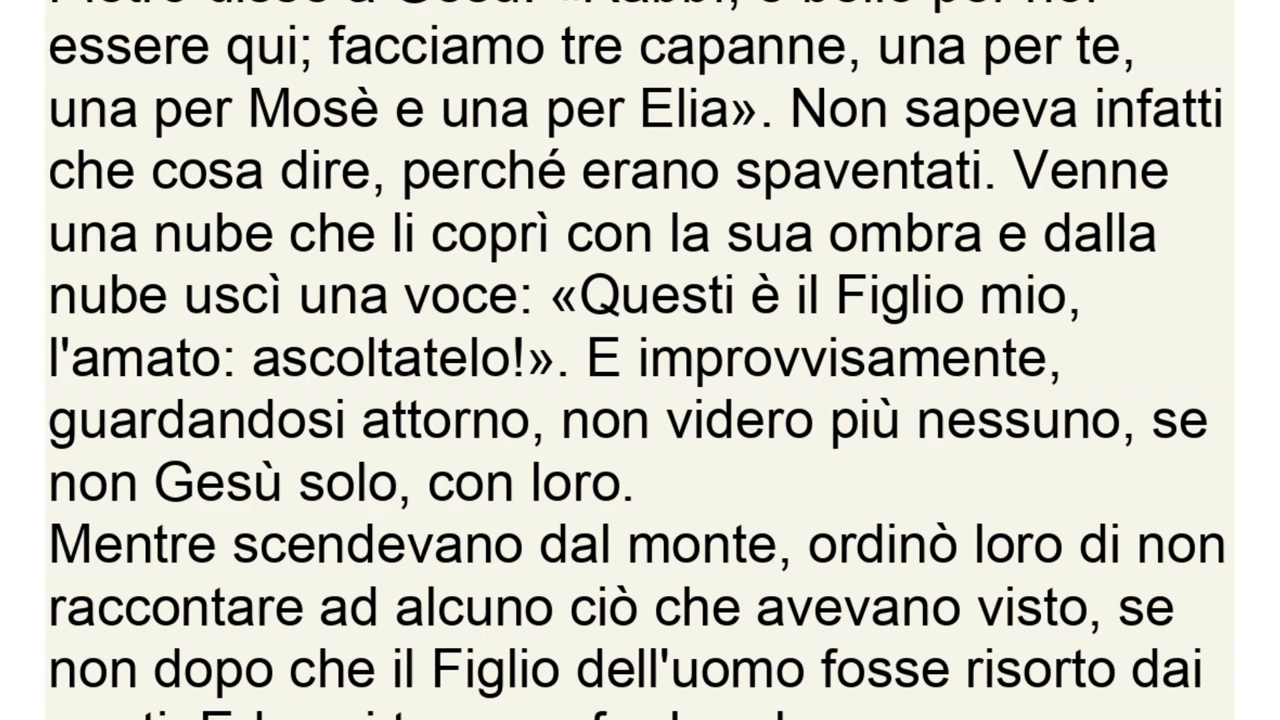 essere qui; facciamo tre capanne, una per te,
una per Mosè e una per Elia». Non sapeva infatti
che cosa dire, perché erano spaventati. Venne
una nube che li coprì con la sua ombra e dalla
nube uscì una voce: «Questi è il Figlio mio,
l'amato: ascoltatelo!». E improvvisamente,
guardandosi attorno, non videro più nessuno, se
non Gesù solo, con loro.
Mentre scendevano dal monte, ordinò loro di non
raccontare ad alcuno ciò che avevano visto, se
non dopo che il Figlio dell'uomo fosse risorto dai